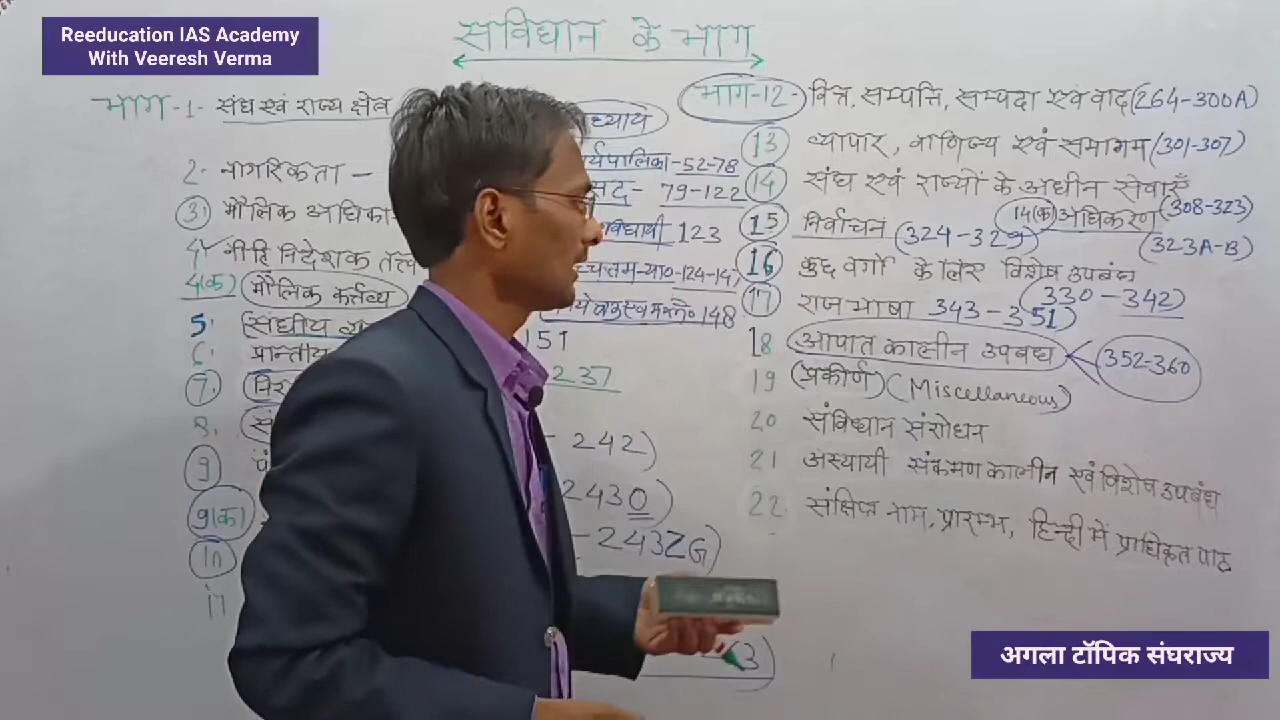 Reeducation IAS Academy
With Veeresh Verma
संविधान के भाग
भाग-1- संघ एवं राज्य क्षेत्र
2- नागरिकता -
3. मौलिक अधिका
4. नीति निदेशक तत्त्व
4(क) मौलिक कर्तव्य
5. संघीय
6. प्रान्तीय
7.
8.
9
9(क)
10
11
ध्याय
र्यपालिका-52-78
सद- 79-122
विधायी 123
च्चतम-न्या०-124-147
148
151
237
- 242)
2430)
- 243ZG)
3)
भाग-12- वित्त, सम्पत्ति, सम्पदा एवं वाद(264-300A)
13 व्यापार, वाणिज्य एवं समागम(301-307)
14 संघ एवं राज्यों के अधीन सेवाएँ (308-323)
14(क) अधिकरण (323A-B)
15 निर्वाचन (324-329)
16 कुछ वर्गो के लिए विशेष उपबंध (330-342)
17 राज भाषा 343-351)
18 आपात कालीन उपबंध 352-360
19 (प्रकीर्ण) (Miscellaneous)
20 संविधान संसोधन
21 अस्थायी संक्रमण कालीन एवं विशेष उपबंध
22. संक्षिप्त नाम, प्रारम्भ, हिन्दी में प्राधिकृत पाठ
अगला टॉपिक संघराज्य